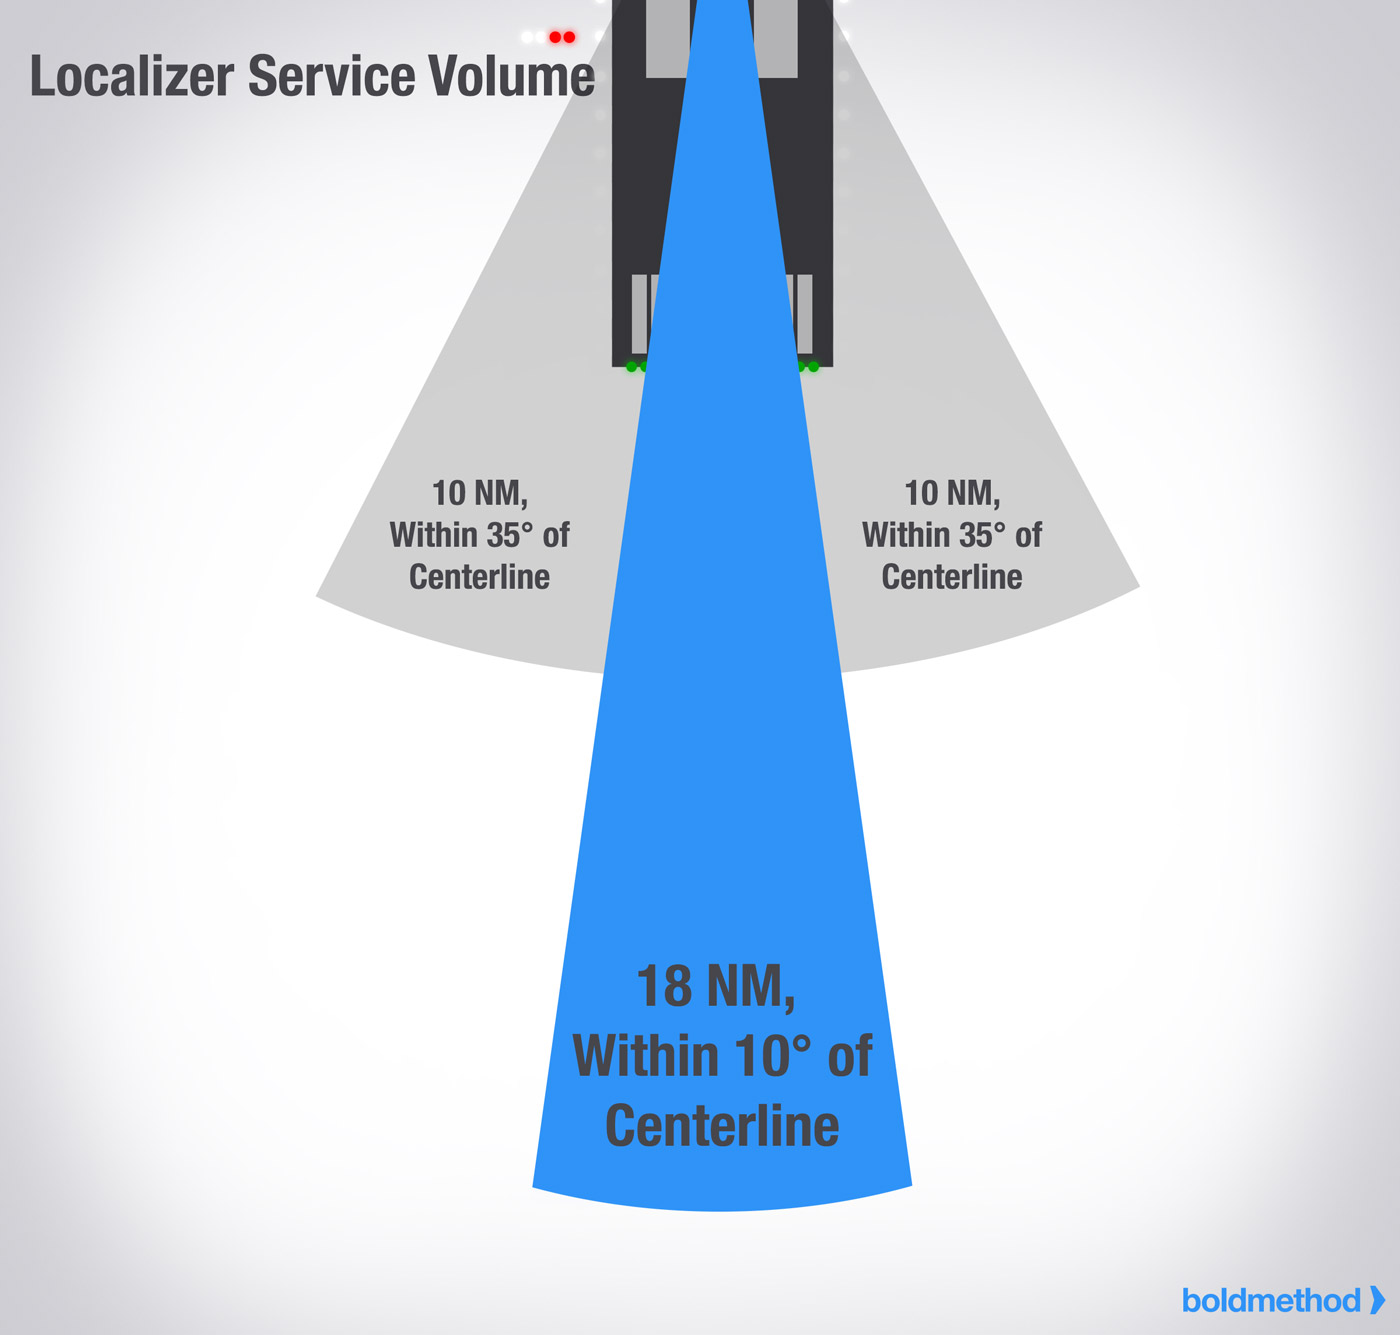 Localizer Service Volume
10 NM,
Within 35° of
Centerline
10 NM,
Within 35° of
Centerline
18 NM,
Within 10° of
Centerline
boldmethod